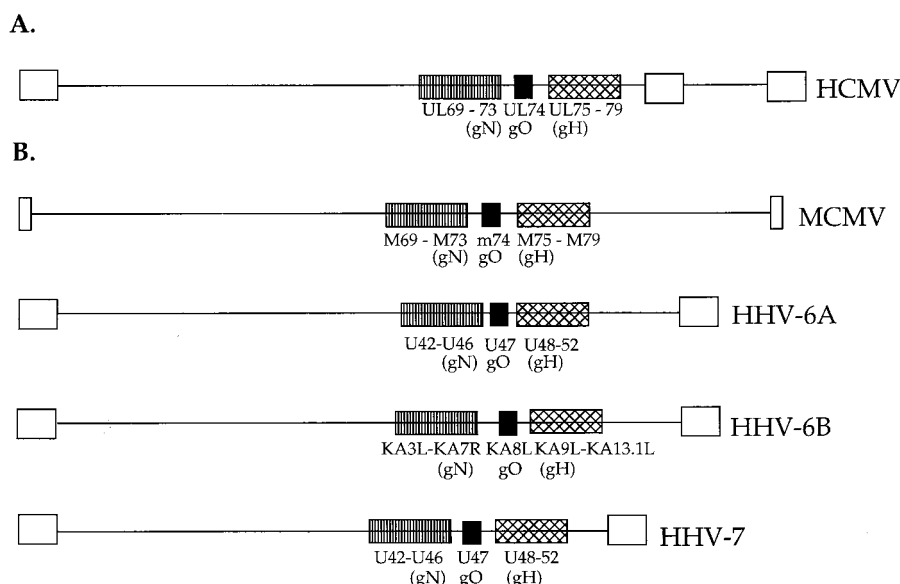 A.
HCMV
UL69 - 73 UL74 UL75 - 79
(gN) gO (gH)
B.
MCMV
M69 - M73 m74 M75 - M79
(gN) gO (gH)
HHV-6A
U42-U46 U47 U48-52
(gN) gO (gH)
HHV-6B
KA3L-KA7R KA8L KA9L-KA13.1L
(gN) gO (gH)
HHV-7
U42-U46 U47 U48-52
(gN) gO (gH)